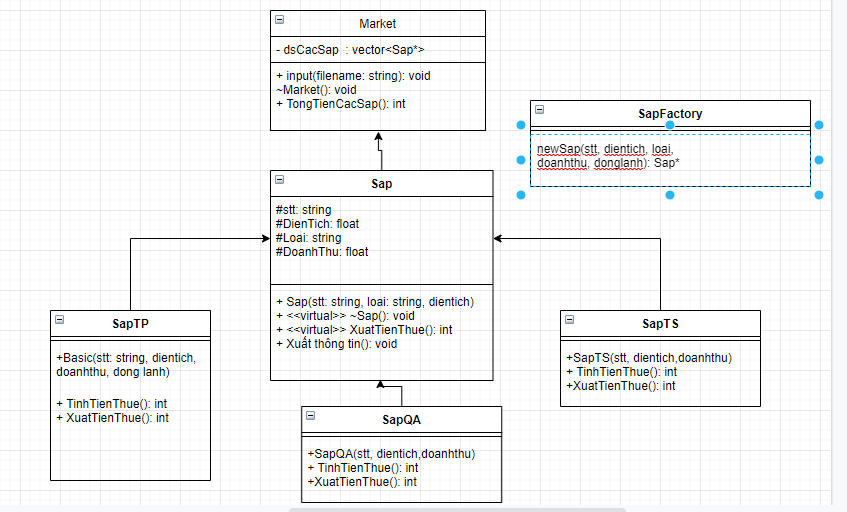 Market
- dsCacSap : vector<Sap*>
+ input(filename: string): void
~Market(): void
+ TongTienCacSap(): int
SapFactory
newSap(stt, dientich, loai,
doanhthu, donglanh): Sap*
Sap
#stt: string
#DienTich: float
#Loai: string
#DoanhThu: float
+ Sap(stt: string, loai: string, dientich)
+ <<virtual>> ~Sap(): void
+ <<virtual>> XuatTienThue(): int
+ Xuất thông tin(): void
SapTP
+Basic(stt: string, dientich,
doanhthu, dong lanh)
+ TinhTienThue(): int
+ XuatTienThue(): int
SapTS
+SapTS(stt, dientich,doanhthu)
+ TinhTienThue(): int
+XuatTienThue(): int
SapQA
+SapQA(stt, dientich,doanhthu)
+ TinhTienThue(): int
+XuatTienThue(): int